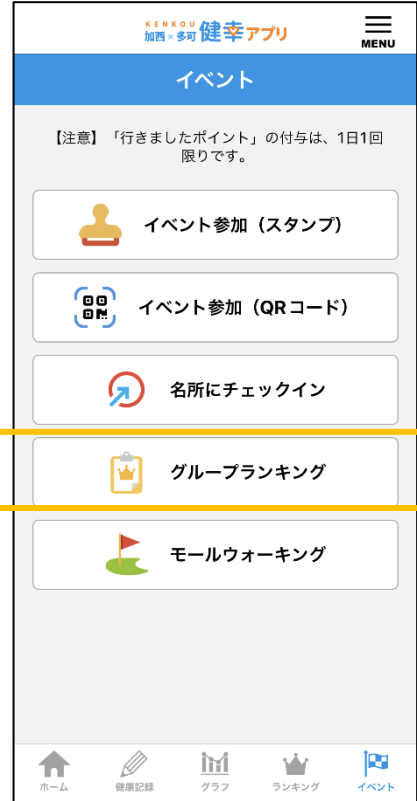 KENKOU
加西×多可 健幸アプリ
MENU
イベント
【注意】「行きましたポイント」の付与は、1日1回
限りです。
イベント参加（スタンプ）
イベント参加（QRコード）
名所にチェックイン
グループランキング
モールウォーキング
ホーム 健康記録 グラフ ランキング イベント